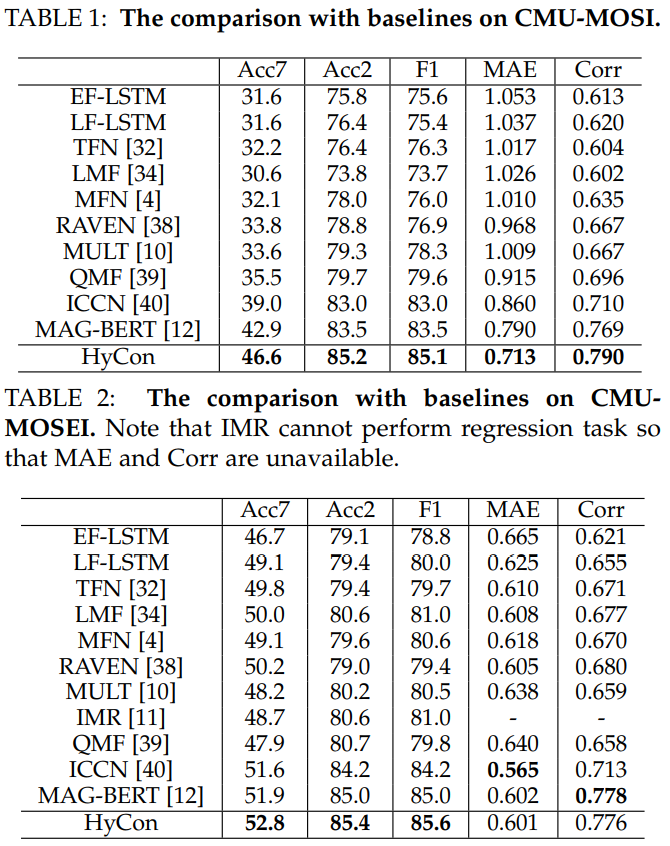 TABLE 1: The comparison with baselines on CMU-MOSI.
Acc7 Acc2 F1 MAE Corr
EF-LSTM 31.6 75.8 75.6 1.053 0.613
LF-LSTM 31.6 76.4 75.4 1.037 0.620
TFN [32] 32.2 76.4 76.3 1.017 0.604
LMF [34] 30.6 73.8 73.7 1.026 0.602
MFN [4] 32.1 78.0 76.0 1.010 0.635
RAVEN [38] 33.8 78.8 76.9 0.968 0.667
MULT [10] 33.6 79.3 78.3 1.009 0.667
QMF [39] 35.5 79.7 79.6 0.915 0.696
ICCN [40] 39.0 83.0 83.0 0.860 0.710
MAG-BERT [12] 42.9 83.5 83.5 0.790 0.769
HyCon 46.6 85.2 85.1 0.713 0.790
TABLE 2: The comparison with baselines on CMU-
MOSEI. Note that IMR cannot perform regression task so
that MAE and Corr are unavailable.
Acc7 Acc2 F1 MAE Corr
EF-LSTM 46.7 79.1 78.8 0.665 0.621
LF-LSTM 49.1 79.4 80.0 0.625 0.655
TFN [32] 49.8 79.4 79.7 0.610 0.671
LMF [34] 50.0 80.6 81.0 0.608 0.677
MFN [4] 49.1 79.6 80.6 0.618 0.670
RAVEN [38] 50.2 79.0 79.4 0.605 0.680
MULT [10] 48.2 80.2 80.5 0.638 0.659
IMR [11] 48.7 80.6 81.0 - -
QMF [39] 47.9 80.7 79.8 0.640 0.658
ICCN [40] 51.6 84.2 84.2 0.565 0.713
MAG-BERT [12] 51.9 85.0 85.0 0.602 0.778
HyCon 52.8 85.4 85.6 0.601 0.776